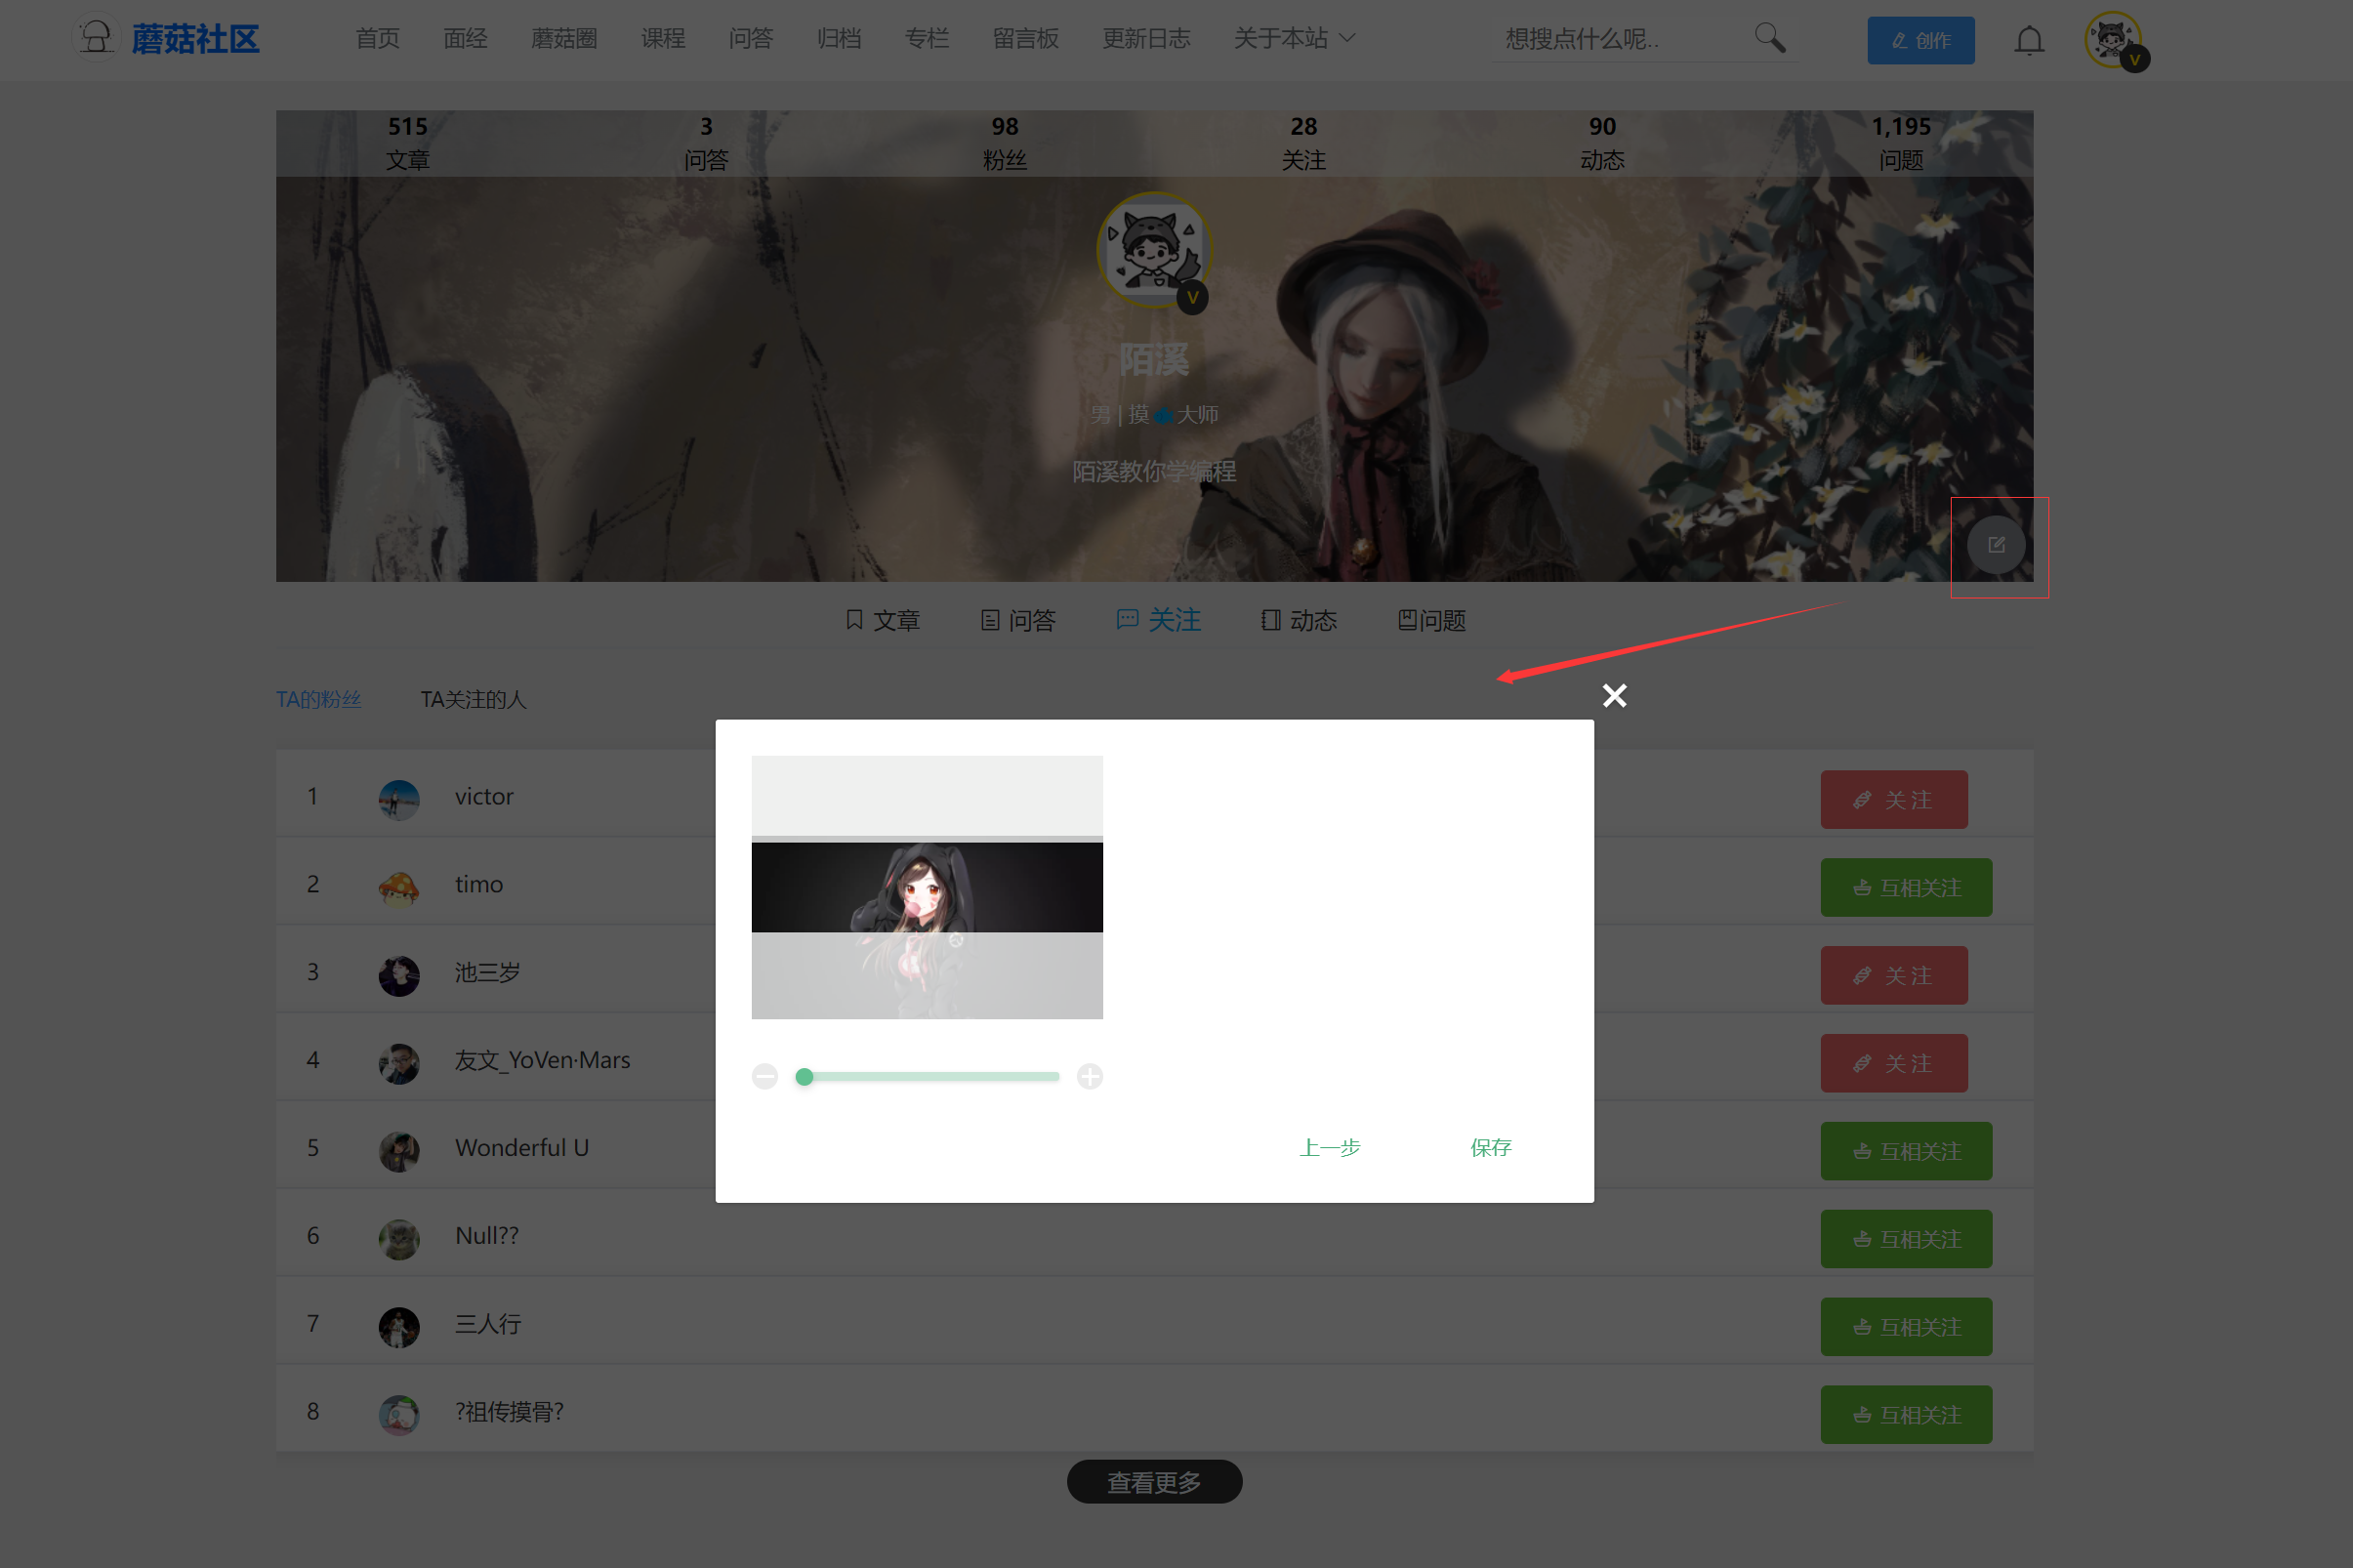 蘑菇社区
首页 面经 蘑菇圈 课程 问答 归档 专栏 留言板 更新日志 关于本站
想搜点什么呢..
创作
V
515 3 98 28 90 1,195
文章 问答 粉丝 关注 动态 问题
V
陌溪
男 | 摸🐟大师
陌溪教你学编程
文章 问答 关注 动态 问题
TA的粉丝 TA关注的人
1 victor 关 注
2 timo 互相关注
3 池三岁 关 注
4 友文_YoVen·Mars 关 注
上一步 保存
5 Wonderful U 互相关注
6 Null?? 互相关注
7 三人行 互相关注
8 ?祖传摸骨? 互相关注
查看更多